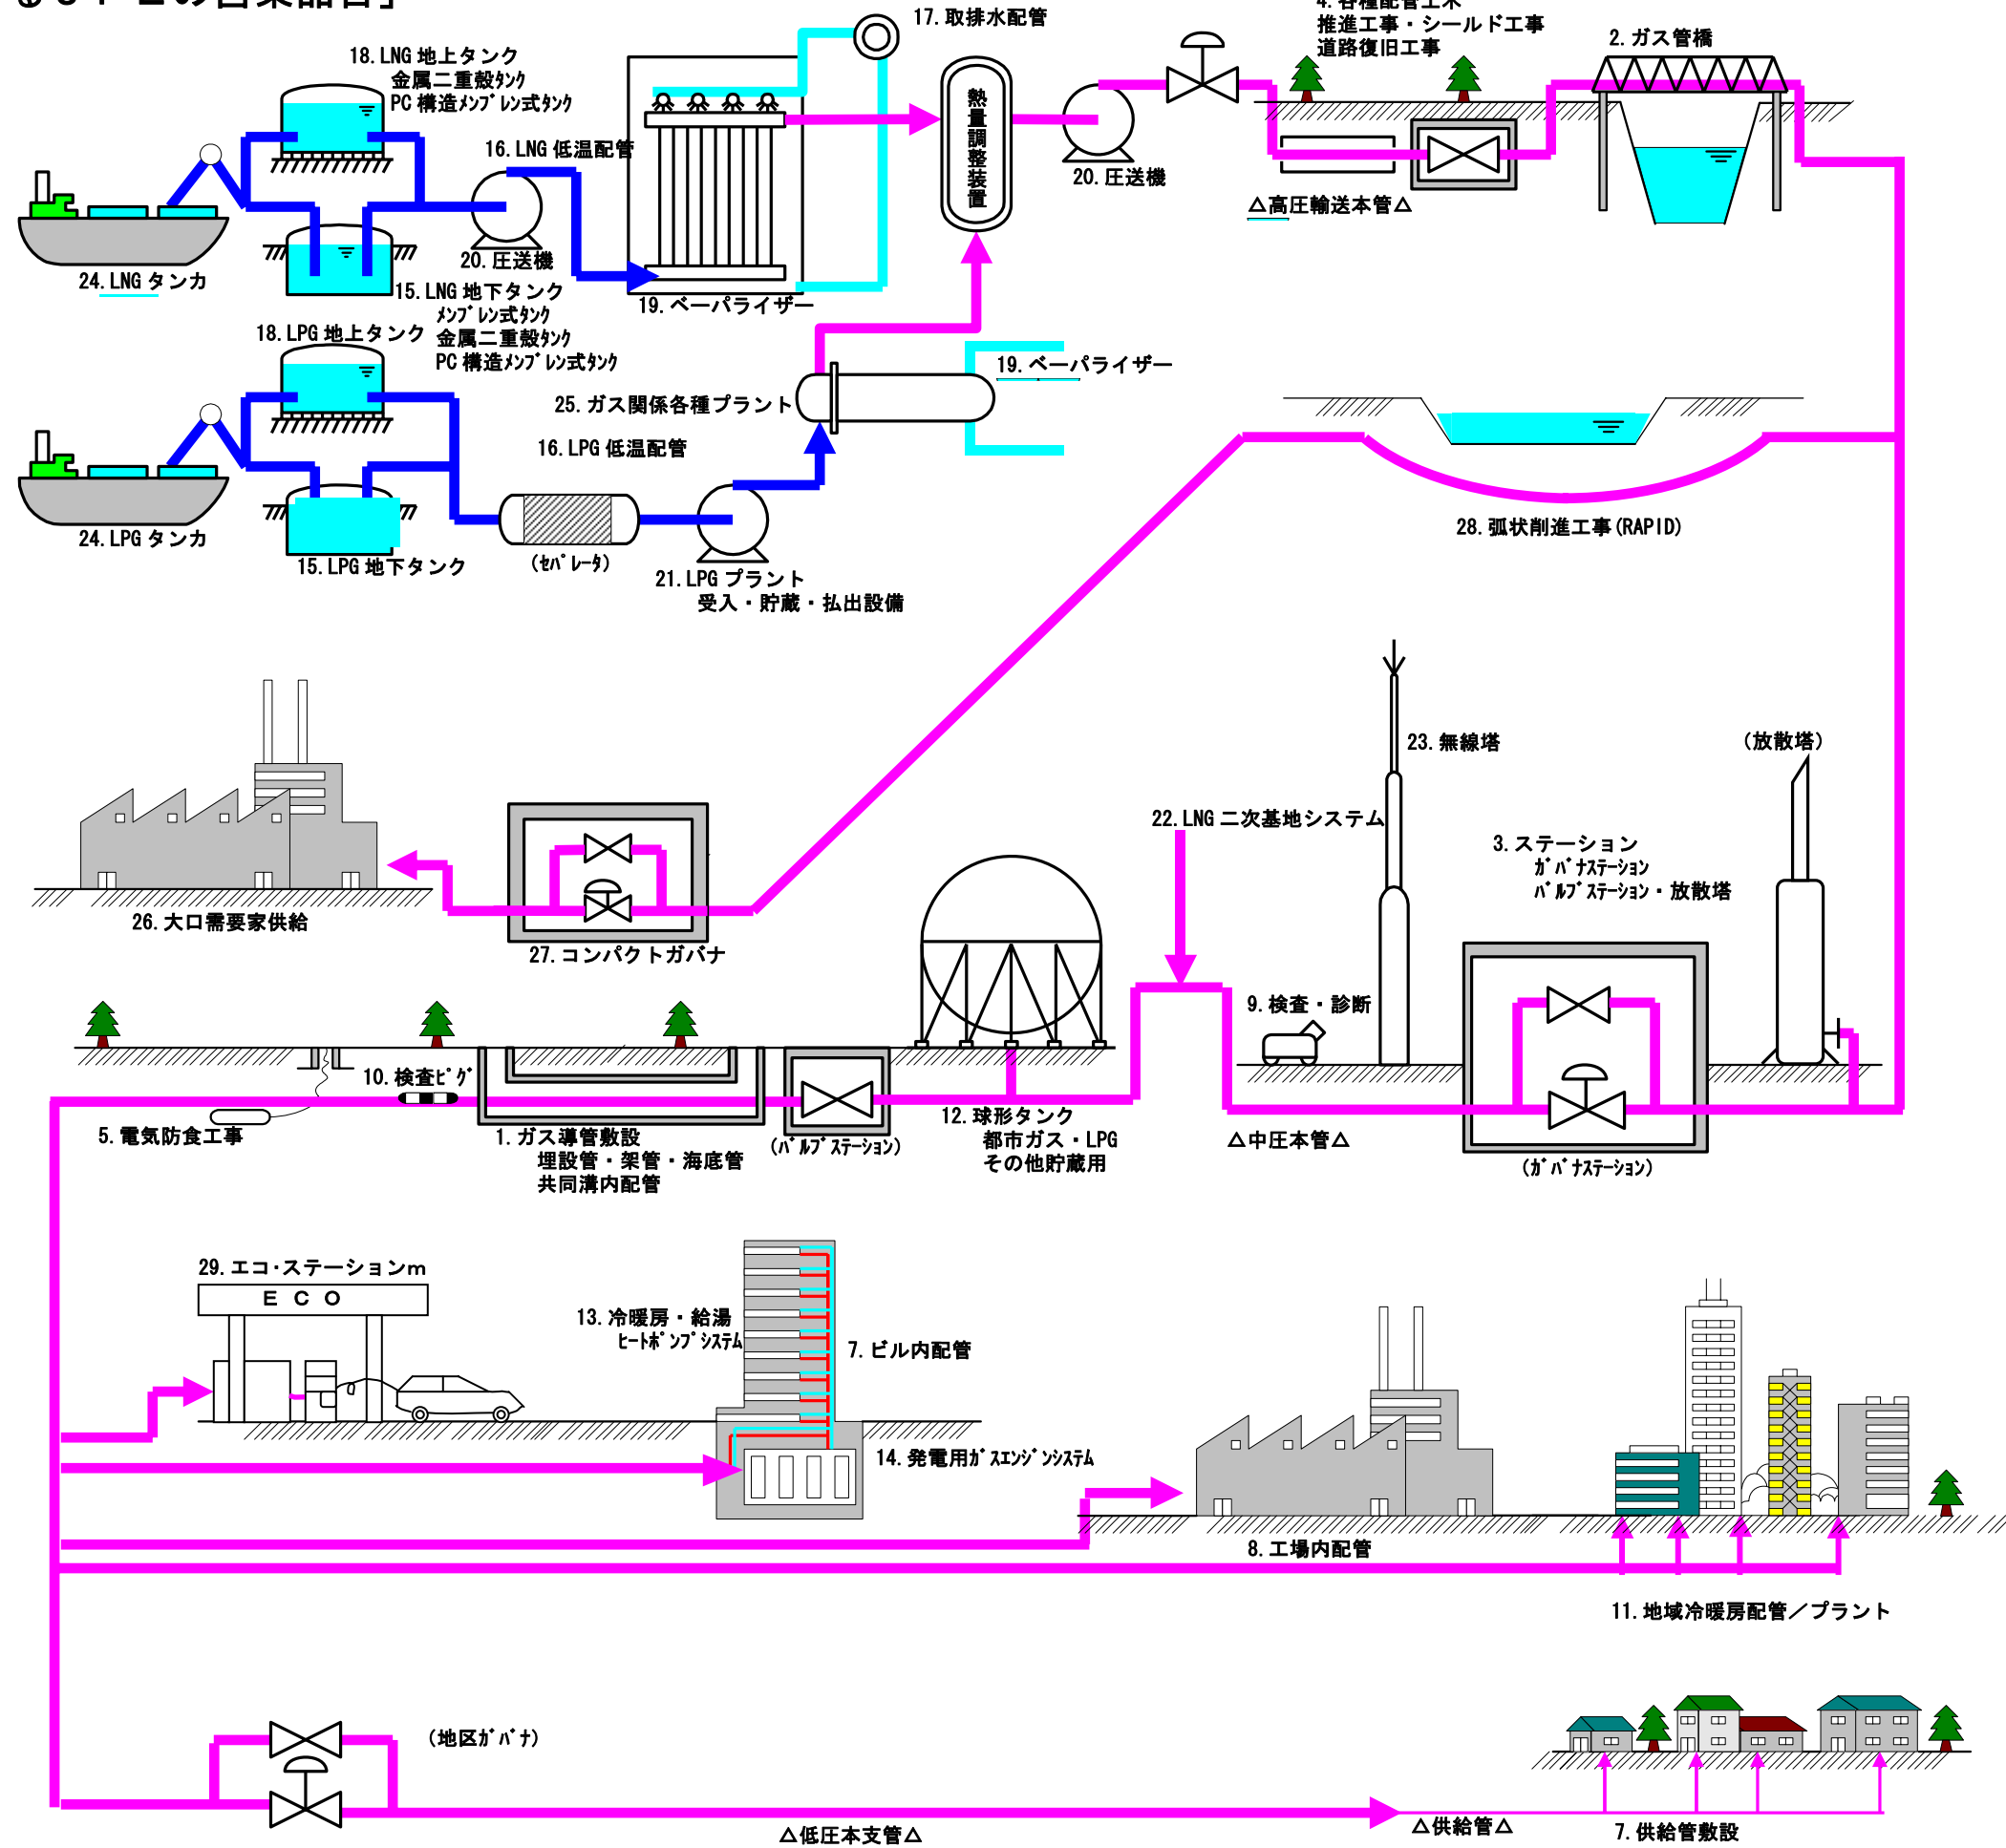 17.取排水配管
推進工事・シールド工事
道路復旧工事
2.ガス管橋
18.LNG 地上タンク
金属二重殻ﾀﾝｸ
PC 構造ﾒﾝﾌﾞﾚﾝ式ﾀﾝｸ
16.LNG 低温配管
熱量調整装置
20.圧送機
△高圧輸送本管△
24.LNG タンカ
20.圧送機
15.LNG 地下タンク
ﾒﾝﾌﾞﾚﾝ式ﾀﾝｸ
金属二重殻ﾀﾝｸ
PC 構造ﾒﾝﾌﾞﾚﾝ式ﾀﾝｸ
19.ベーパライザー
18.LPG 地上タンク
19.ベーパライザー
25.ガス関係各種プラント
16.LPG 低温配管
24.LPG タンカ
15.LPG 地下タンク
(ｾﾊﾟﾚｰﾀ)
21.LPG プラント
受入・貯蔵・払出設備
28.弧状削進工事(RAPID)
23.無線塔
(放散塔)
22.LNG 二次基地システム
3.ステーション
ｶﾞﾊﾞﾅｽﾃｰｼｮﾝ
ﾊﾞﾙﾌﾞｽﾃｰｼｮﾝ・放散塔
26.大口需要家供給
27.コンパクトガバナ
9.検査・診断
10.検査ﾋﾟｸﾞ
5.電気防食工事
1.ガス導管敷設
埋設管・架管・海底管
共同溝内配管
(ﾊﾞﾙﾌﾞｽﾃｰｼｮﾝ)
12.球形タンク
都市ガス・LPG
その他貯蔵用
△中圧本管△
(ｶﾞﾊﾞﾅｽﾃｰｼｮﾝ)
29.エコ・ステーションｍ
ＥＣＯ
13.冷暖房・給湯
ﾋｰﾄﾎﾟﾝﾌﾟｼｽﾃﾑ
7.ビル内配管
14.発電用ｶﾞｽｴﾝｼﾞﾝｼｽﾃﾑ
8.工場内配管
11.地域冷暖房配管／プラント
(地区ｶﾞﾊﾞﾅ)
△低圧本支管△
△供給管△
7.供給管敷設